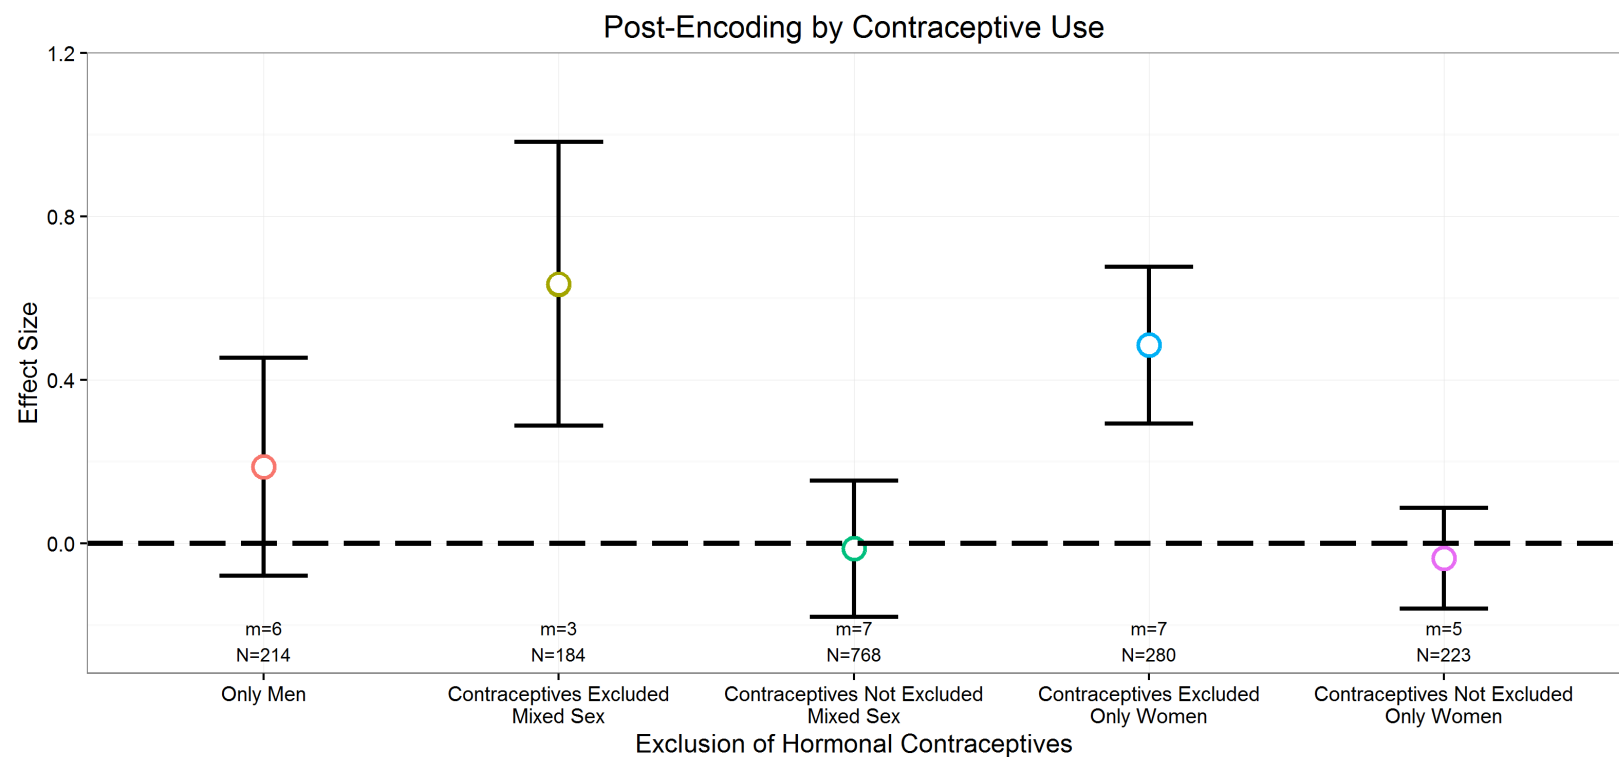 Post-Encoding by Contraceptive Use
1.2
0.8
0.4
0.0
Effect Size
m=6 m=3 m=7 m=7 m=5
N=214 N=184 N=768 N=280 N=223
Only Men Contraceptives Excluded Contraceptives Not Excluded Contraceptives Excluded Contraceptives Not Excluded
Mixed Sex Mixed Sex Only Women Only Women
Exclusion of Hormonal Contraceptives